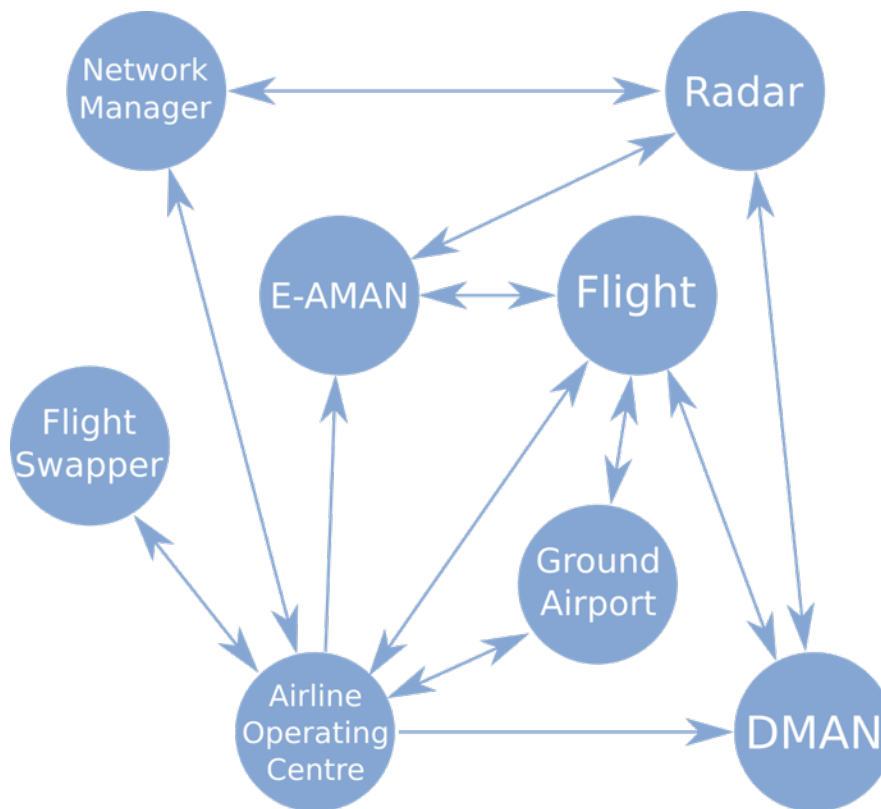 Network
Manager
Radar
E-AMAN
Flight
Flight
Swapper
Ground
Airport
Airline
Operating
Centre
DMAN